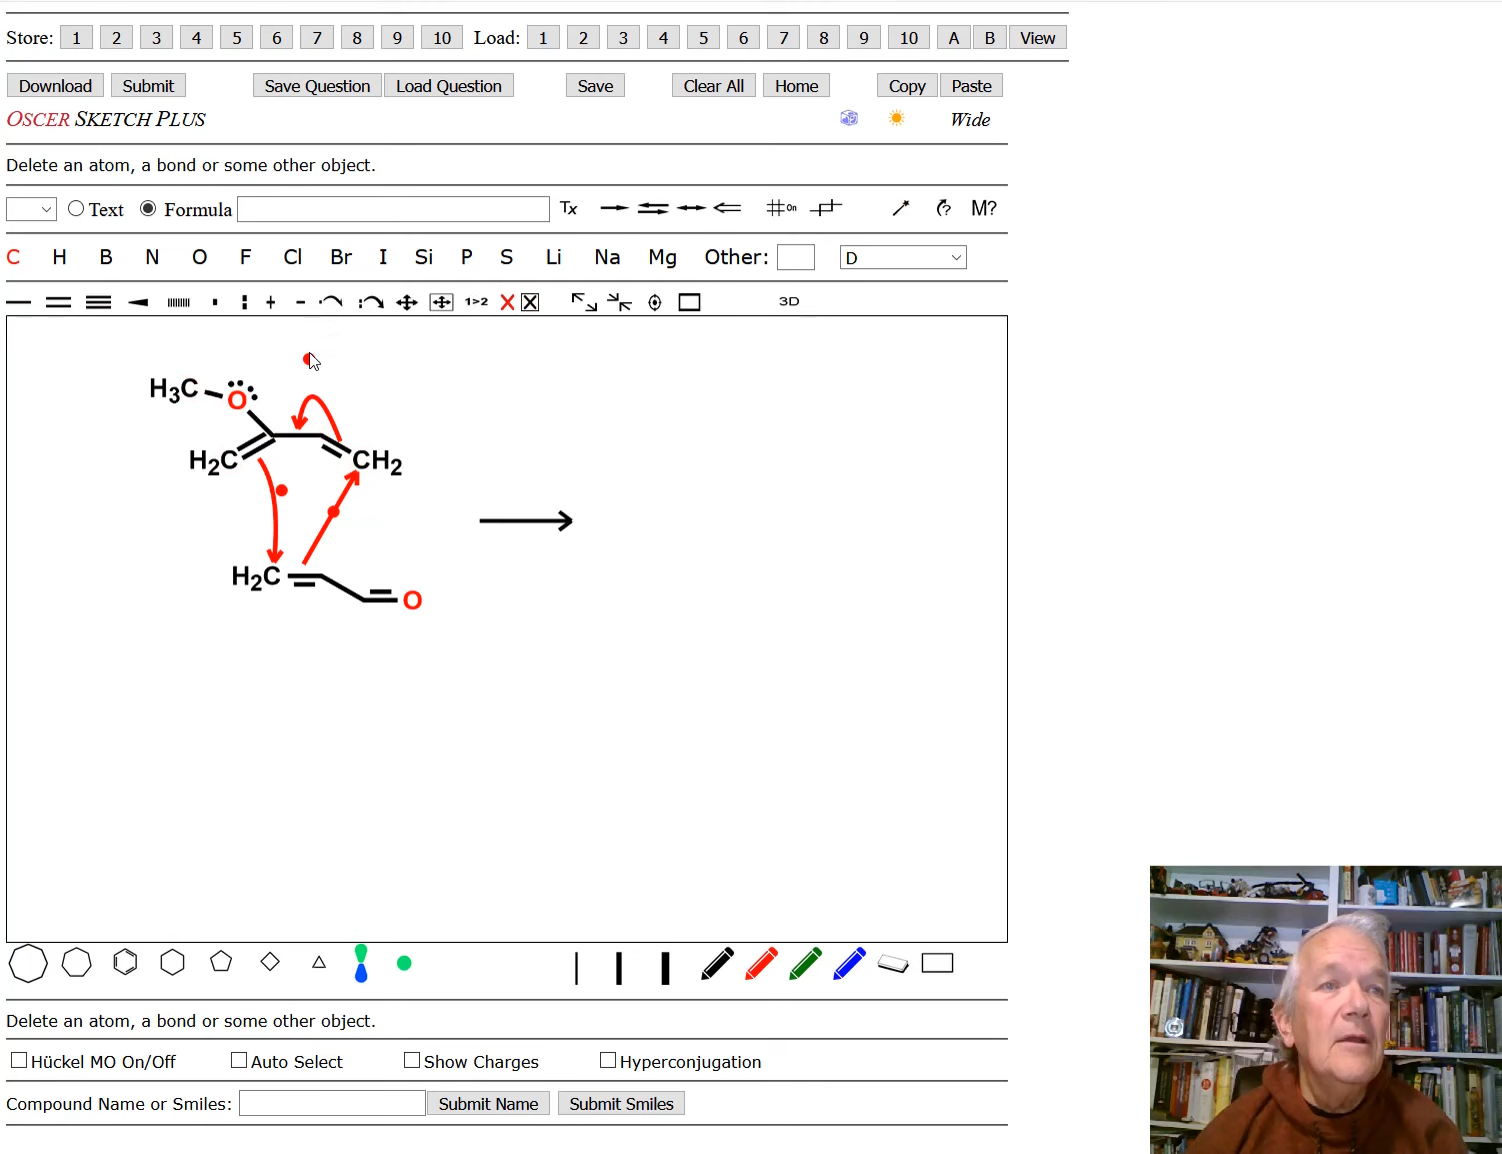 Store: 1 2 3 4 5 6 7 8 9 10 Load: 1 2 3 4 5 6 7 8 9 10 A B View
Download Submit Save Question Load Question Save Clear All Home Copy Paste
OSCER SKETCH PLUS Wide
Delete an atom, a bond or some other object.
Text Formula Tx On M?
C H B N O F Cl Br I Si P S Li Na Mg Other: D
1>2 3D
H3C O
H2C CH2
H2C
O
Delete an atom, a bond or some other object.
Hückel MO On/Off Auto Select Show Charges Hyperconjugation
Compound Name or Smiles: Submit Name Submit Smiles